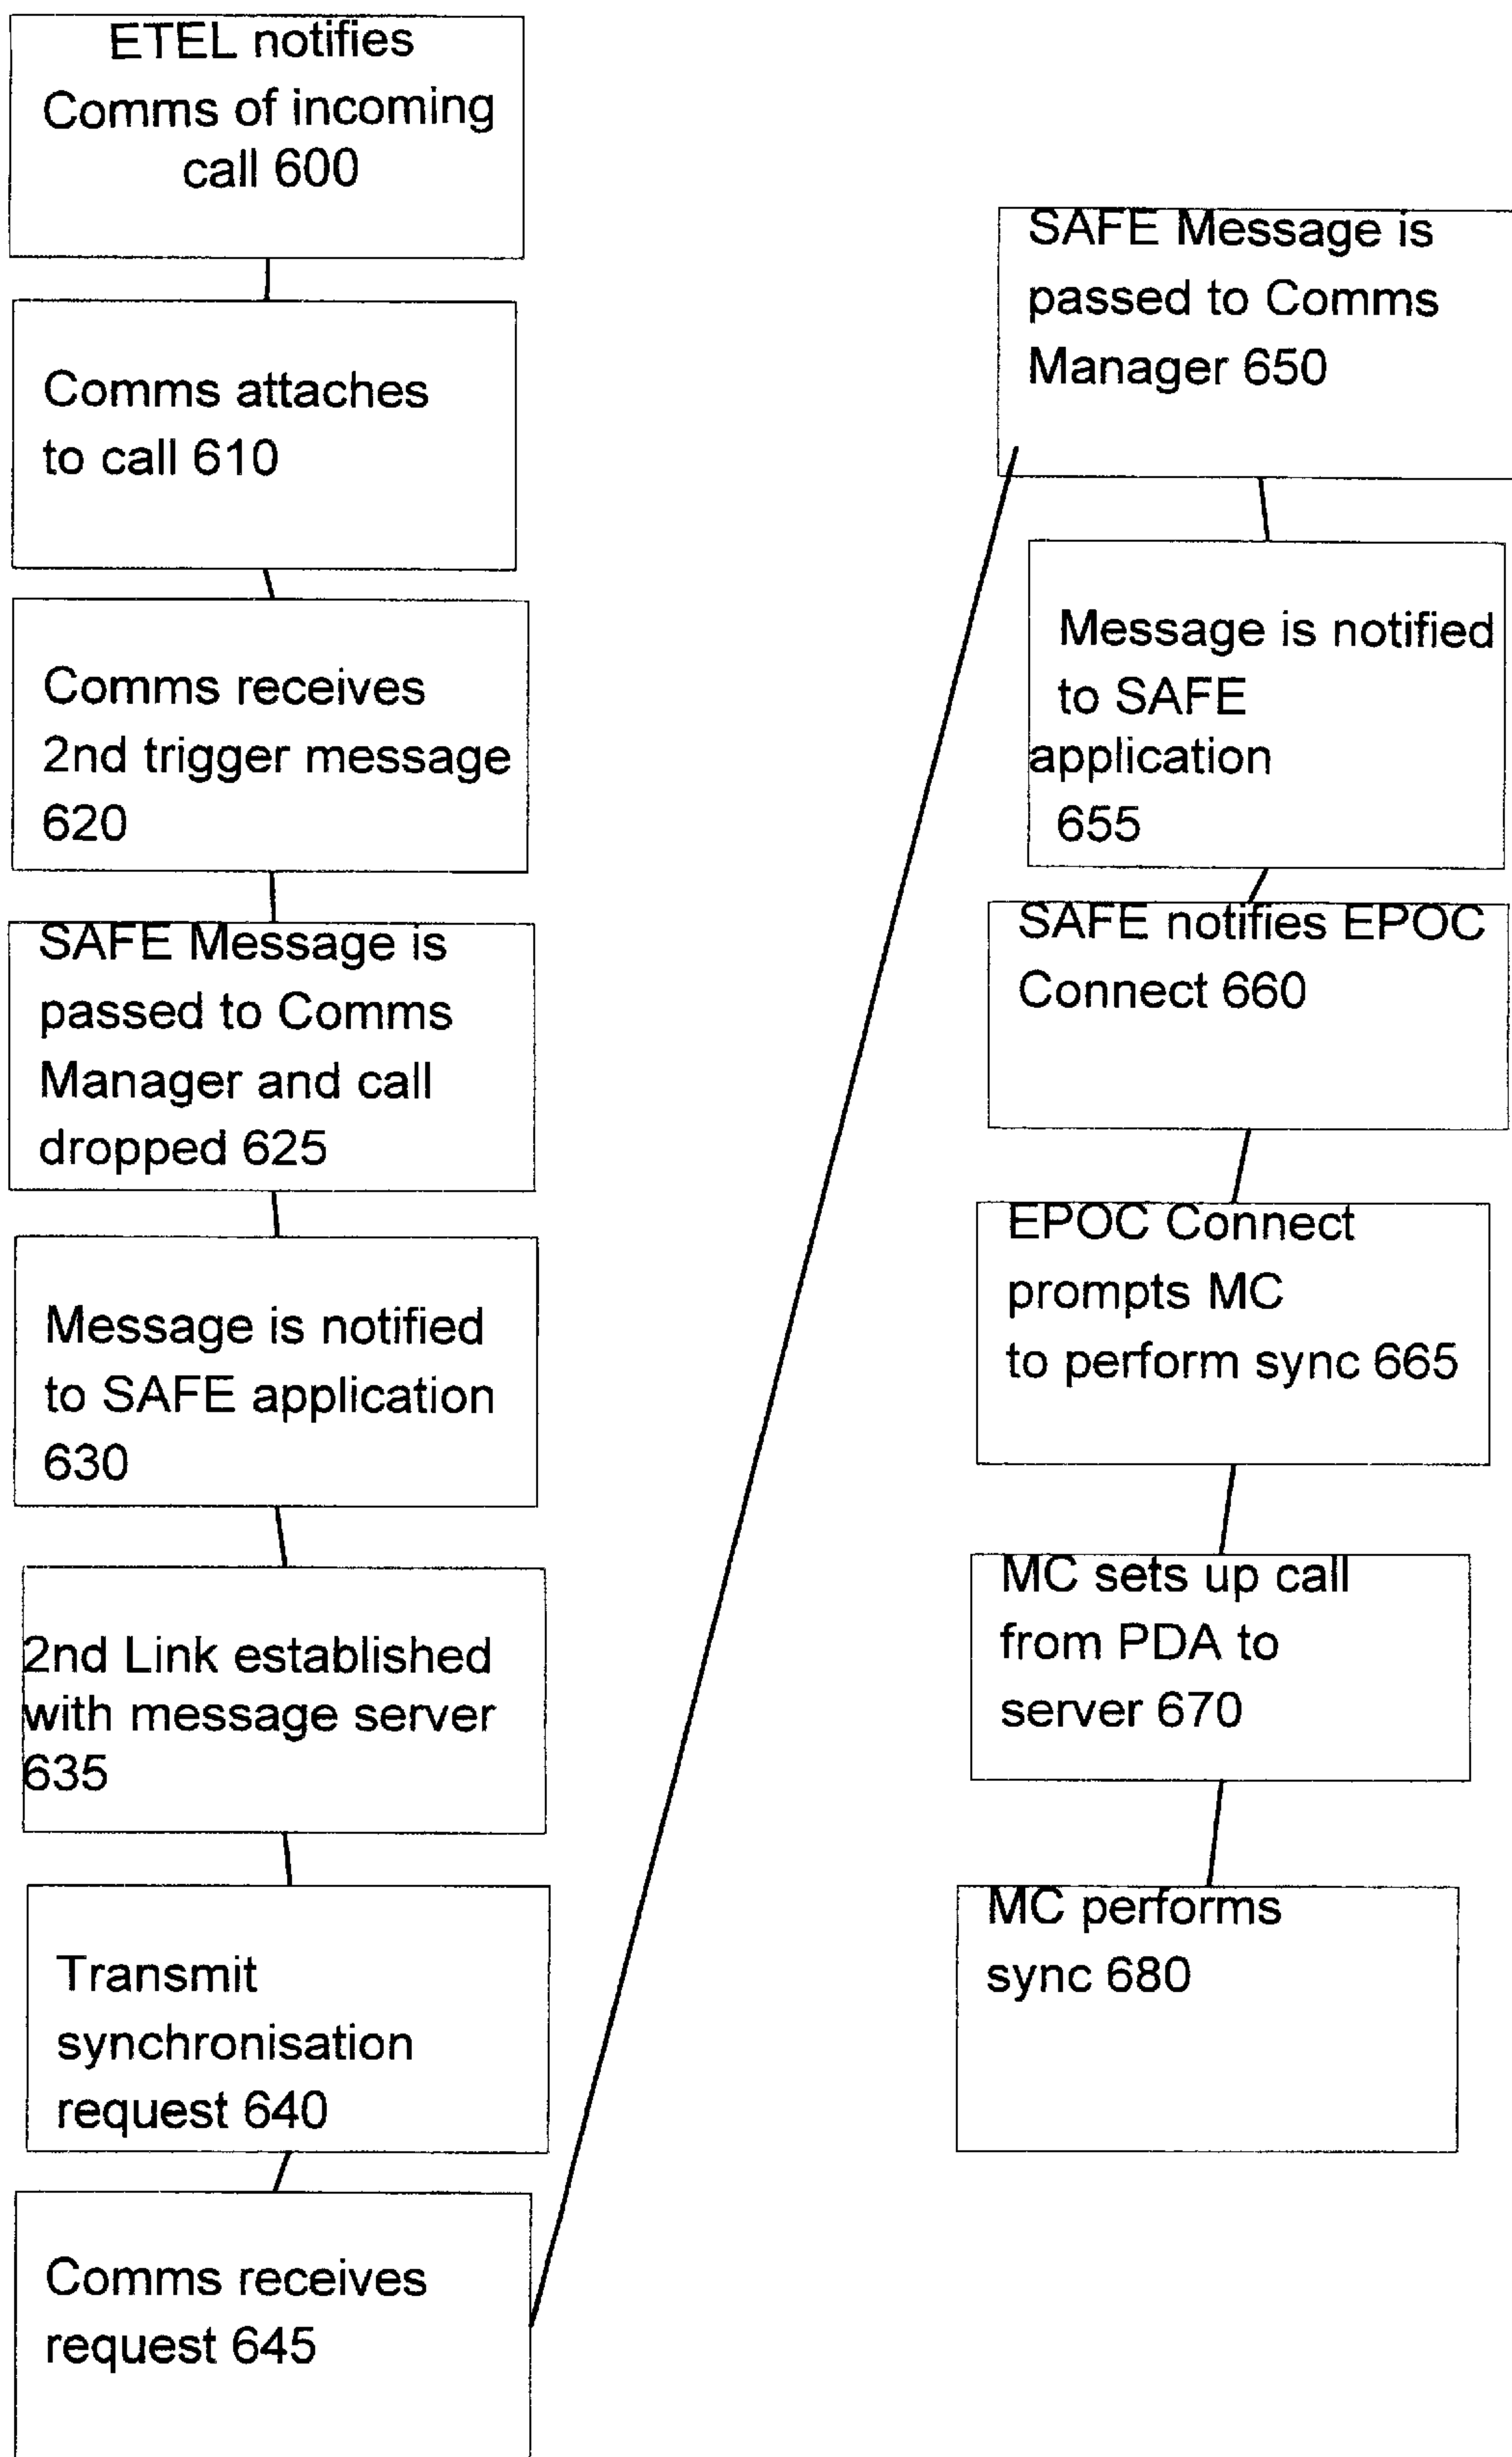 ETEL notifies
Comms of incoming
call 600
Comms attaches
to call 610
Comms receives
2nd trigger message
620
SAFE Message is
passed to Comms
Manager and call
dropped 625
Message is notified
to SAFE application
630
2nd Link established
with message server
635
Transmit
synchronisation
request 640
Comms receives
request 645
SAFE Message is
passed to Comms
Manager 650
Message is notified
to SAFE
application
655
SAFE notifies EPOC
Connect 660
EPOC Connect
prompts MC
to perform sync 665
MC sets up call
from PDA to
server 670
MC performs
sync 680